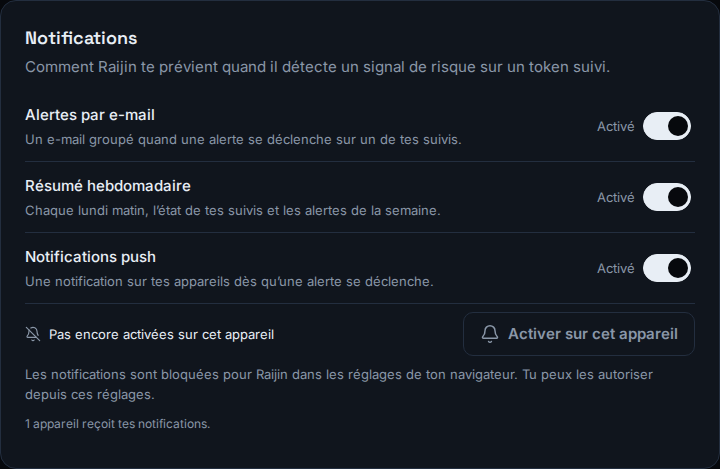 Notifications
Comment Raijin te prévient quand il détecte un signal de risque sur un token suivi.
Alertes par e-mail
Un e-mail groupé quand une alerte se déclenche sur un de tes suivis.
Activé
Résumé hebdomadaire
Chaque lundi matin, l’état de tes suivis et les alertes de la semaine.
Activé
Notifications push
Une notification sur tes appareils dès qu’une alerte se déclenche.
Activé
Pas encore activées sur cet appareil
Activer sur cet appareil
Les notifications sont bloquées pour Raijin dans les réglages de ton navigateur. Tu peux les autoriser
depuis ces réglages.
1 appareil reçoit tes notifications.